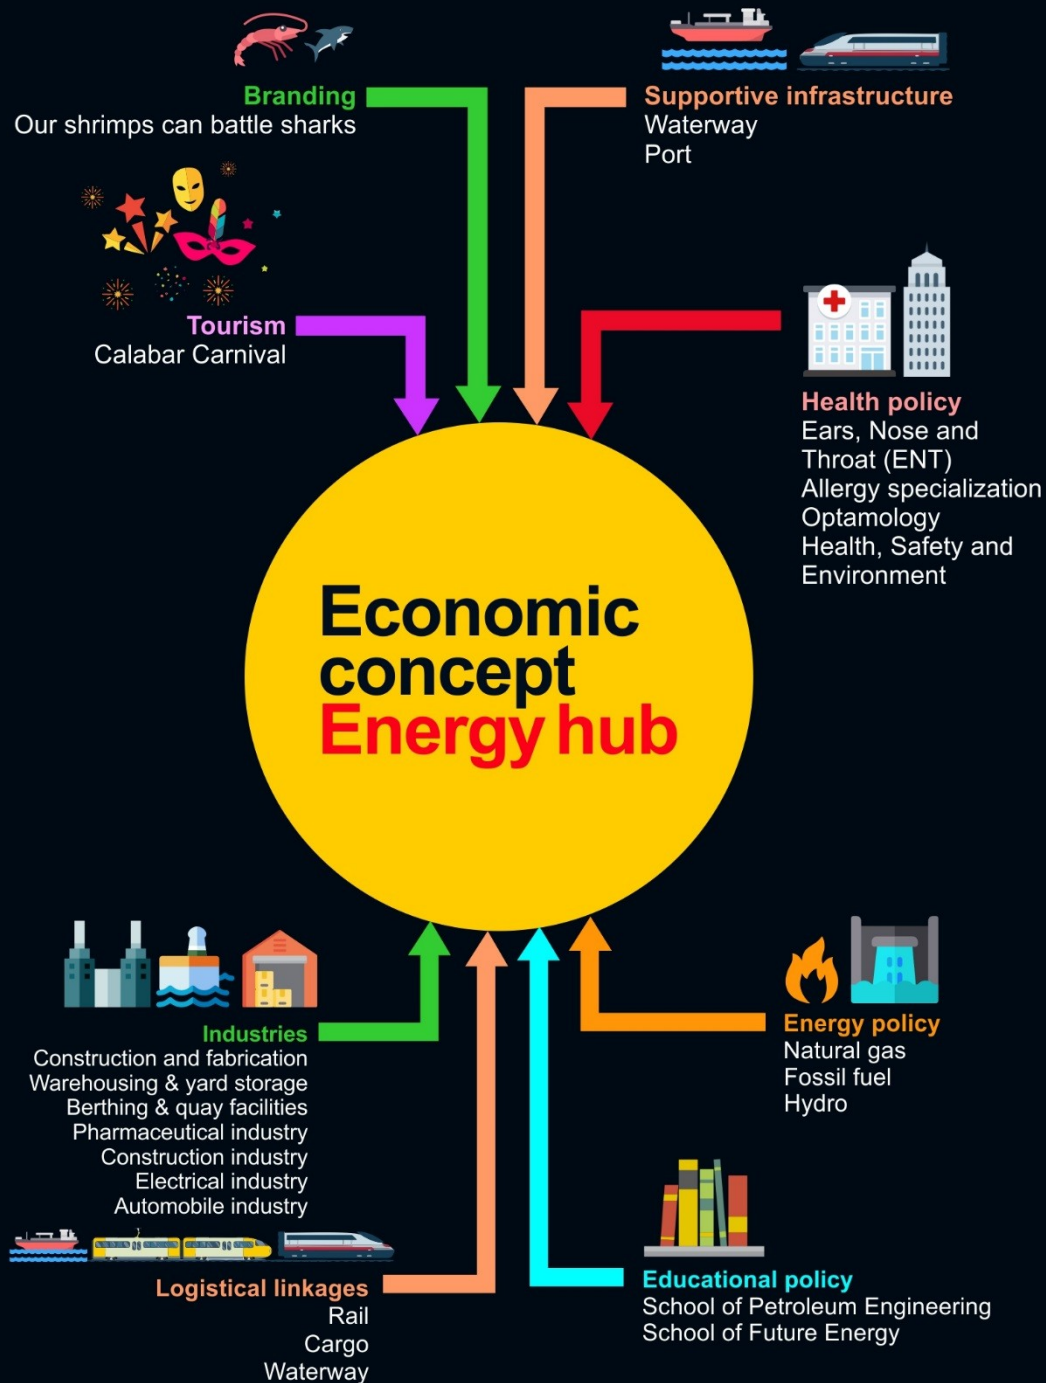 Branding
Our shrimps can battle sharks
Supportive infrastructure
Waterway
Port
Tourism
Calabar Carnival
Health policy
Ears, Nose and
Throat (ENT)
Allergy specialization
Optamology
Health, Safety and
Environment
Economic
concept
Energy hub
Industries
Construction and fabrication
Warehousing & yard storage
Berthing & quay facilities
Pharmaceutical industry
Construction industry
Electrical industry
Automobile industry
Energy policy
Natural gas
Fossil fuel
Hydro
Logistical linkages
Rail
Cargo
Waterway
Educational policy
School of Petroleum Engineering
School of Future Energy